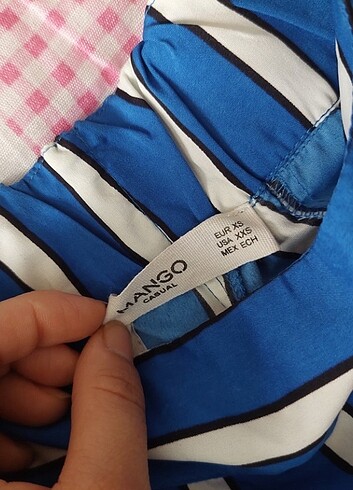 MANGO
CASUAL
EUR XS
USA XXS
MEX ECH